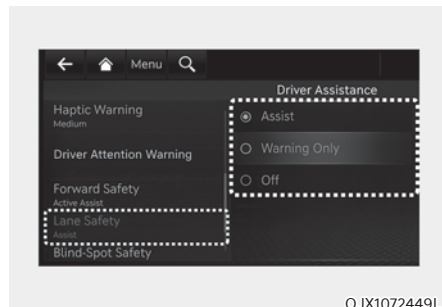 Menu
Driver Assistance
Haptic Warning
Medium
Driver Attention Warning
Forward Safety
Active Assist
Lane Safety
Assist
Blind-Spot Safety
Assist
Warning Only
Off
OJX1072449L